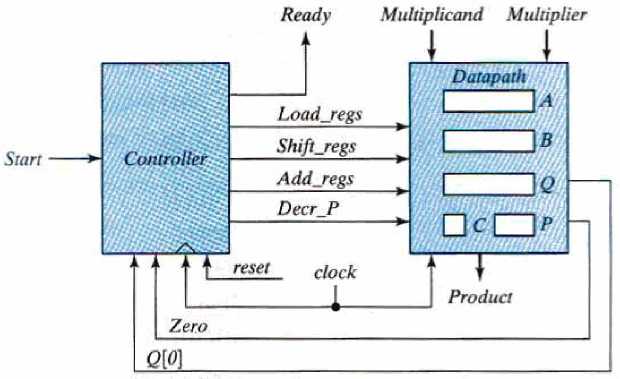 Ready
Multiplicand
Multiplier
Datapath
Load_regs
A
Shift_regs
B
Start
Controller
Add_regs
Q
Decr_P
C
P
reset
clock
Product
Zero
Q[0]